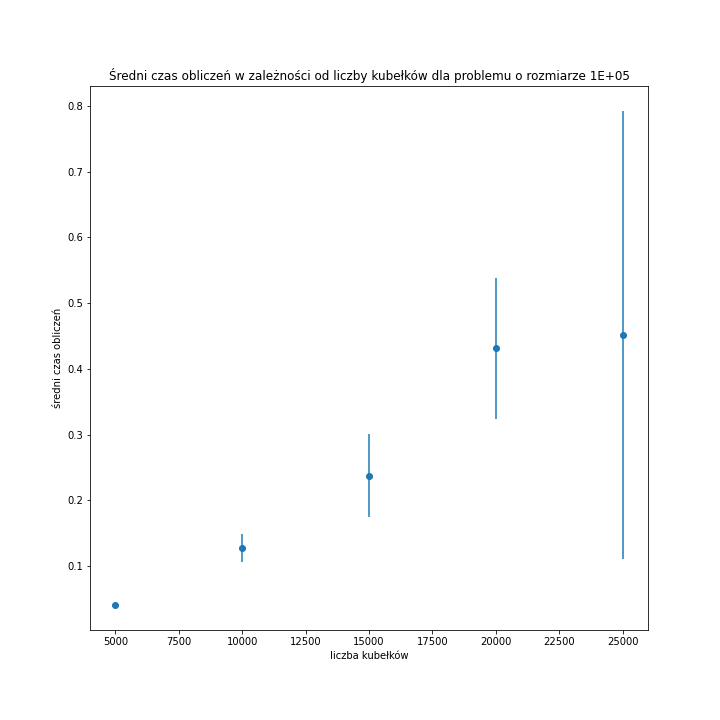 Średni czas obliczeń w zależności od liczby kubełków dla problemu o rozmiarze 1E+05
0.8
0.7
0.6
0.5
0.4
0.3
0.2
0.1
średni czas obliczeń
5000 7500 10000 12500 15000 17500 20000 22500 25000
liczba kubełków